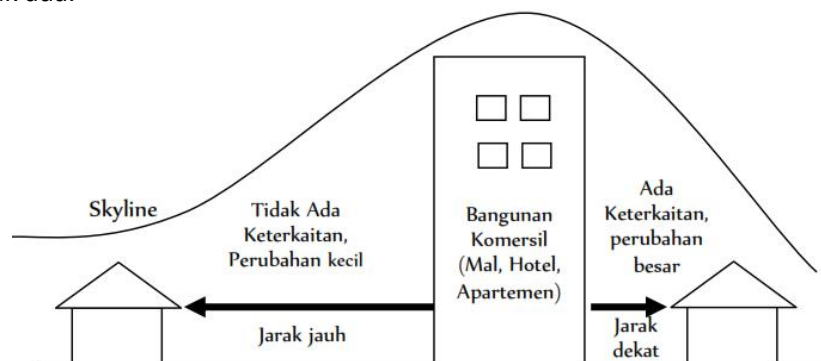 Skyline
Tidak Ada
Keterkaitan,
Perubahan kecil
Jarak jauh
Bangunan
Komersil
(Mal, Hotel,
Apartemen)
Ada
Keterkaitan,
perubahan
besar
Jarak
dekat